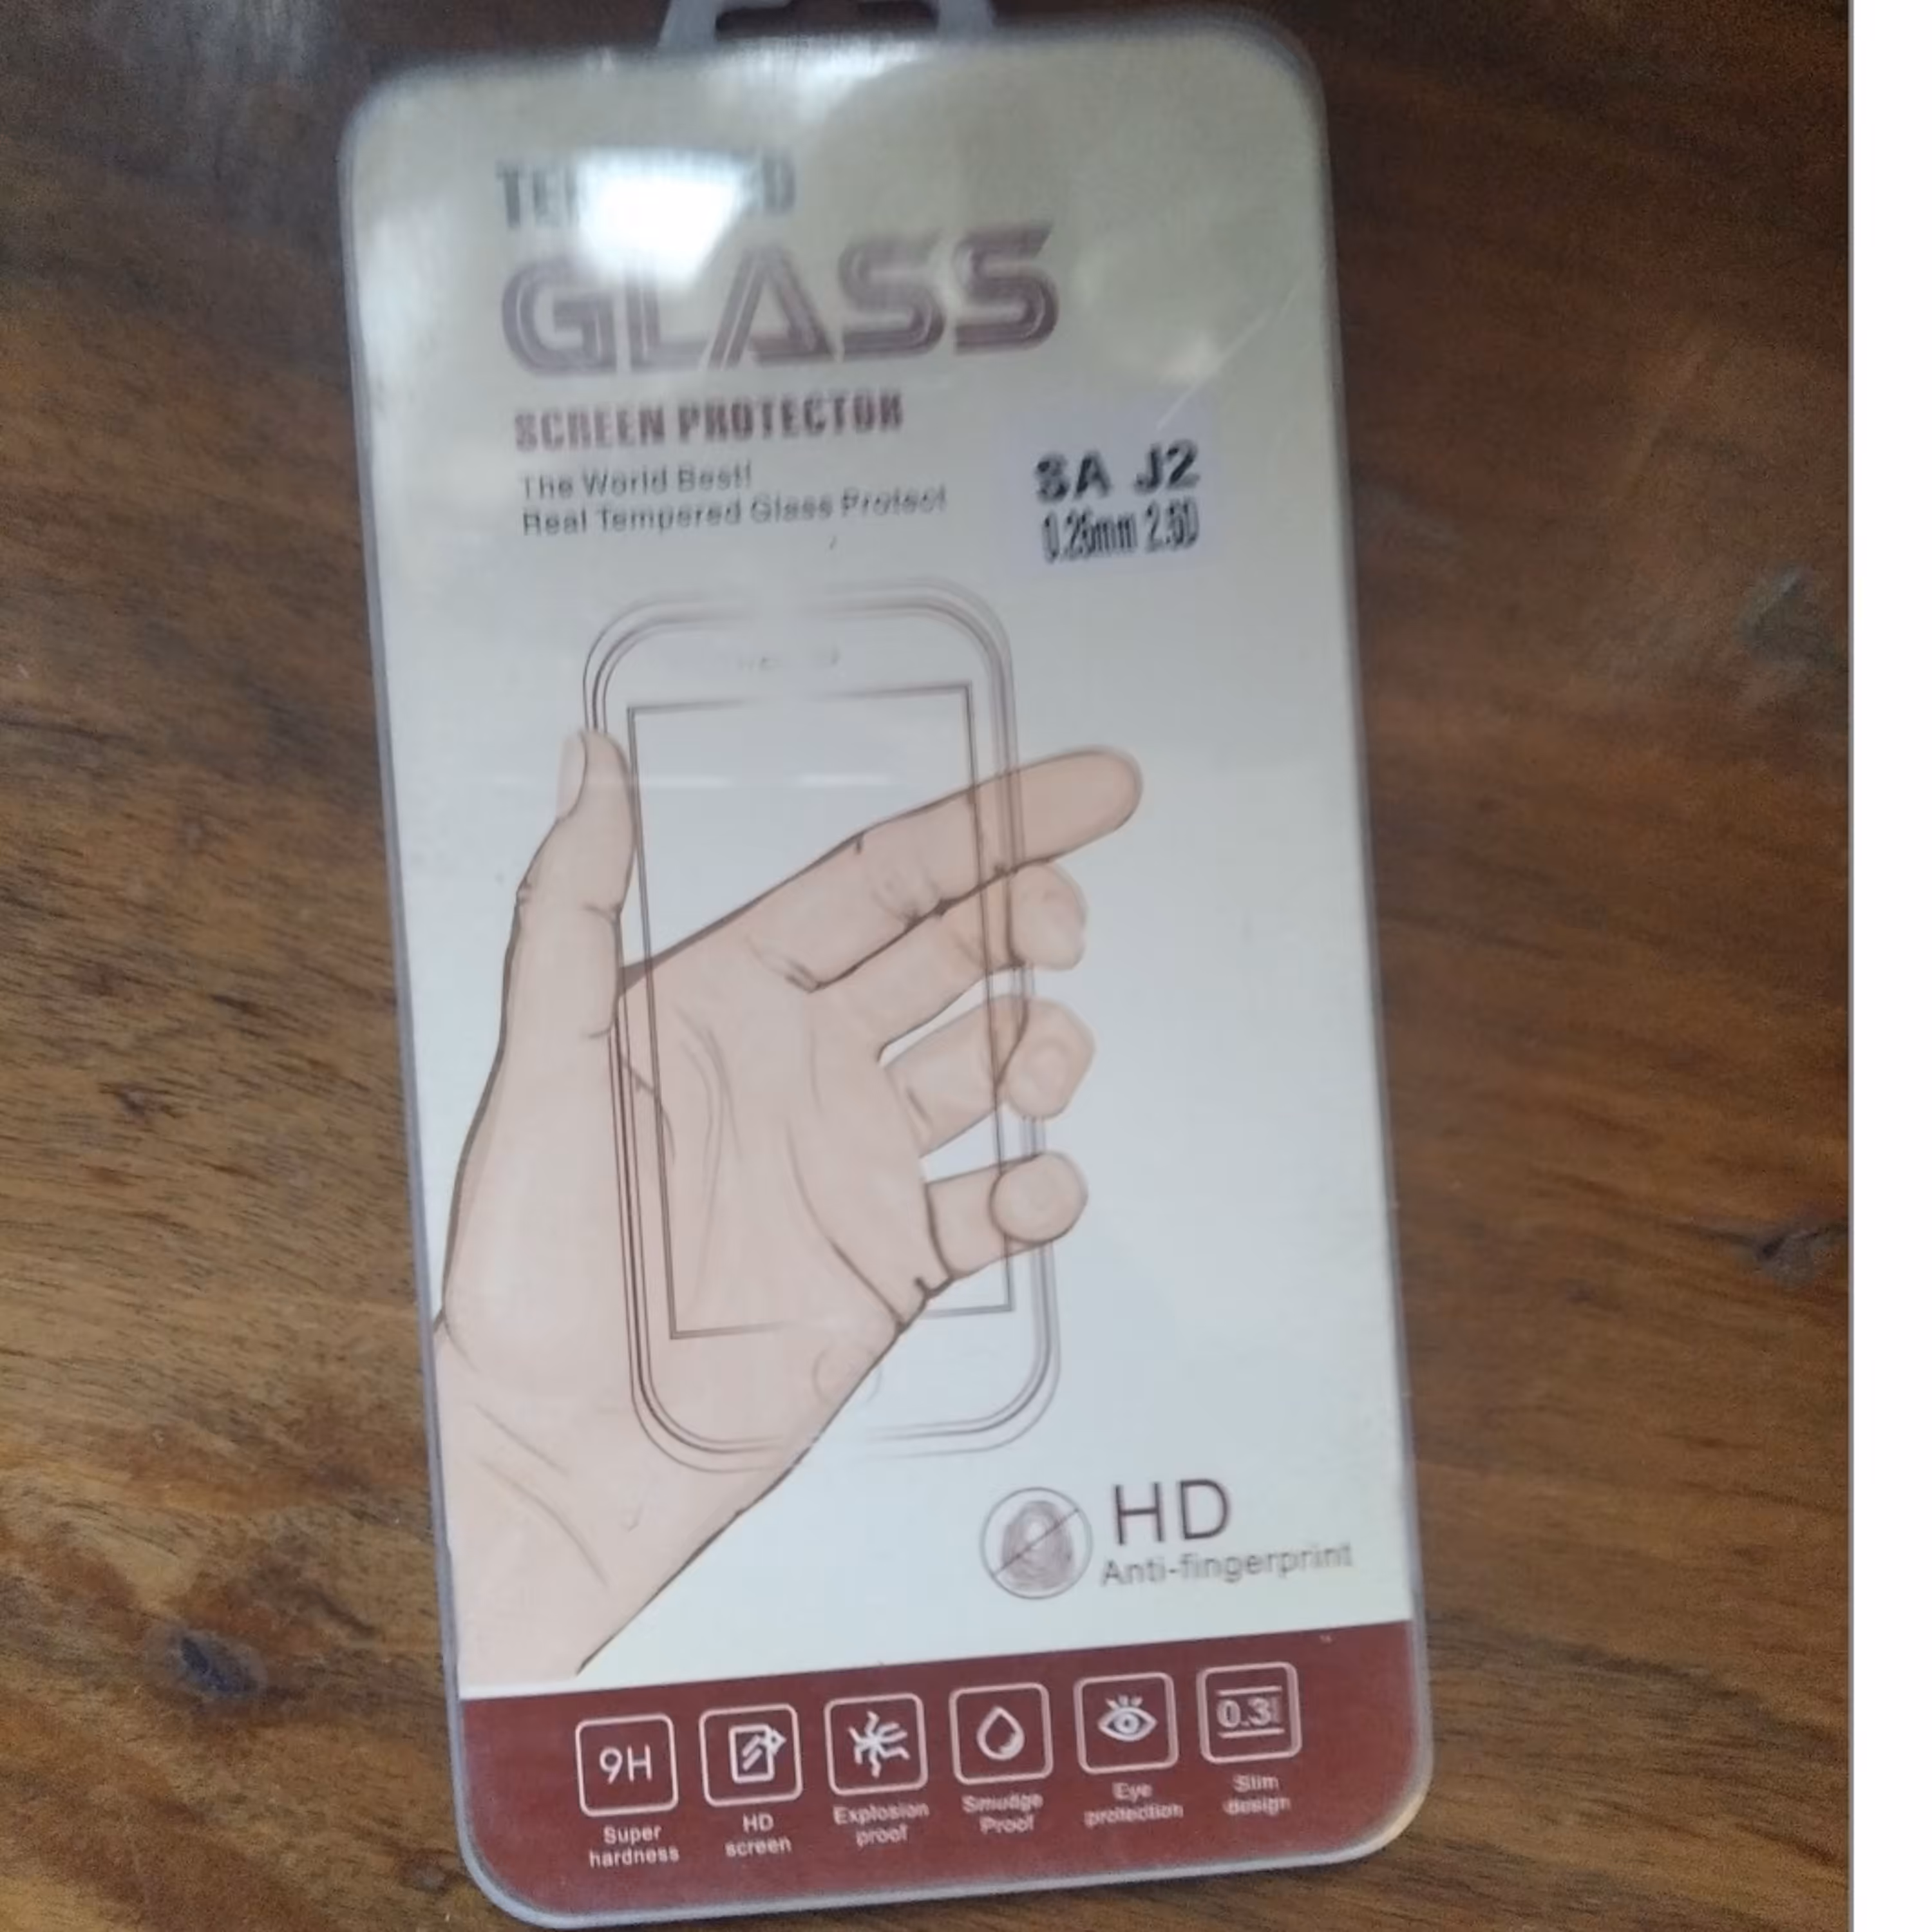 GLASS
SCREEN PROTECTOR
The World Best!!
Real Tempered Glass Protect
SA J2
0.26mm 2.5D
HD
Anti-fingerprint
9H
0.3
Super
hardness
HD
screen
Explosion
proof
Smudge
Proof
Eye
protection
Slim
design